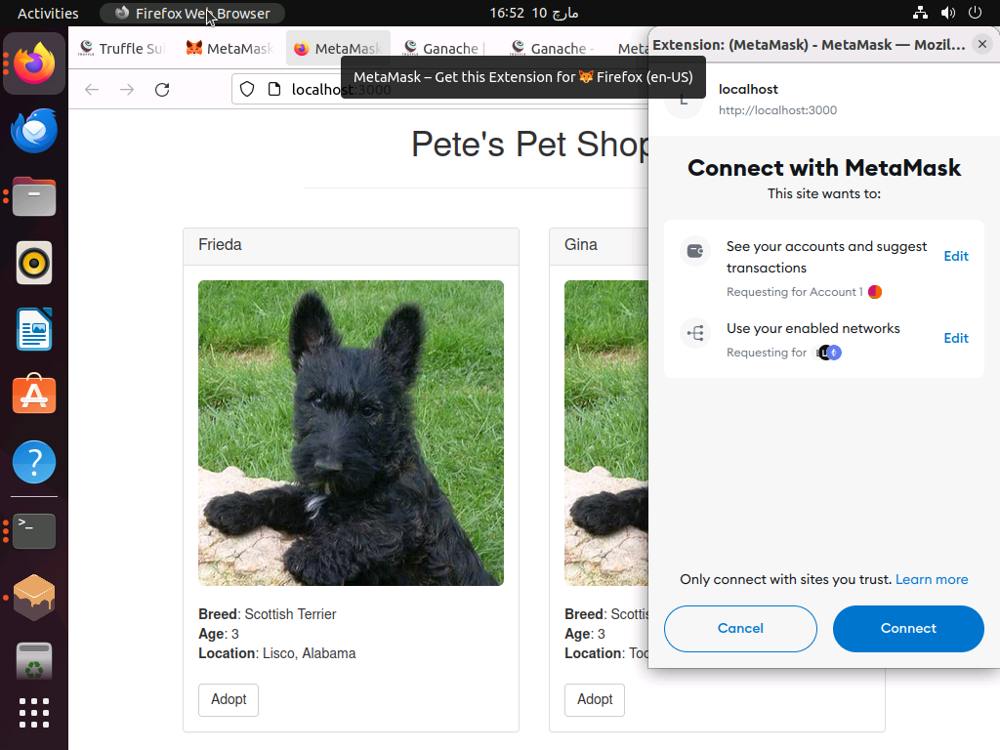 Activities
Firefox Web Browser
16:52 10 مارچ
Truffle Su
MetaMask
MetaMask
Ganache |
Ganache -
Meta
Extension: (MetaMask) - MetaMask — Mozil...
MetaMask – Get this Extension for 🦊 Firefox (en-US)
localhost:3000
L
localhost
http://localhost:3000
Pete's Pet Shop
Connect with MetaMask
This site wants to:
See your accounts and suggest
transactions
Edit
Requesting for Account 1
Use your enabled networks
Edit
Requesting for
Only connect with sites you trust. Learn more
Cancel
Connect
Frieda
Breed: Scottish Terrier
Age: 3
Location: Lisco, Alabama
Adopt
Gina
Breed: Scottis
Age: 3
Location: Too
Adopt